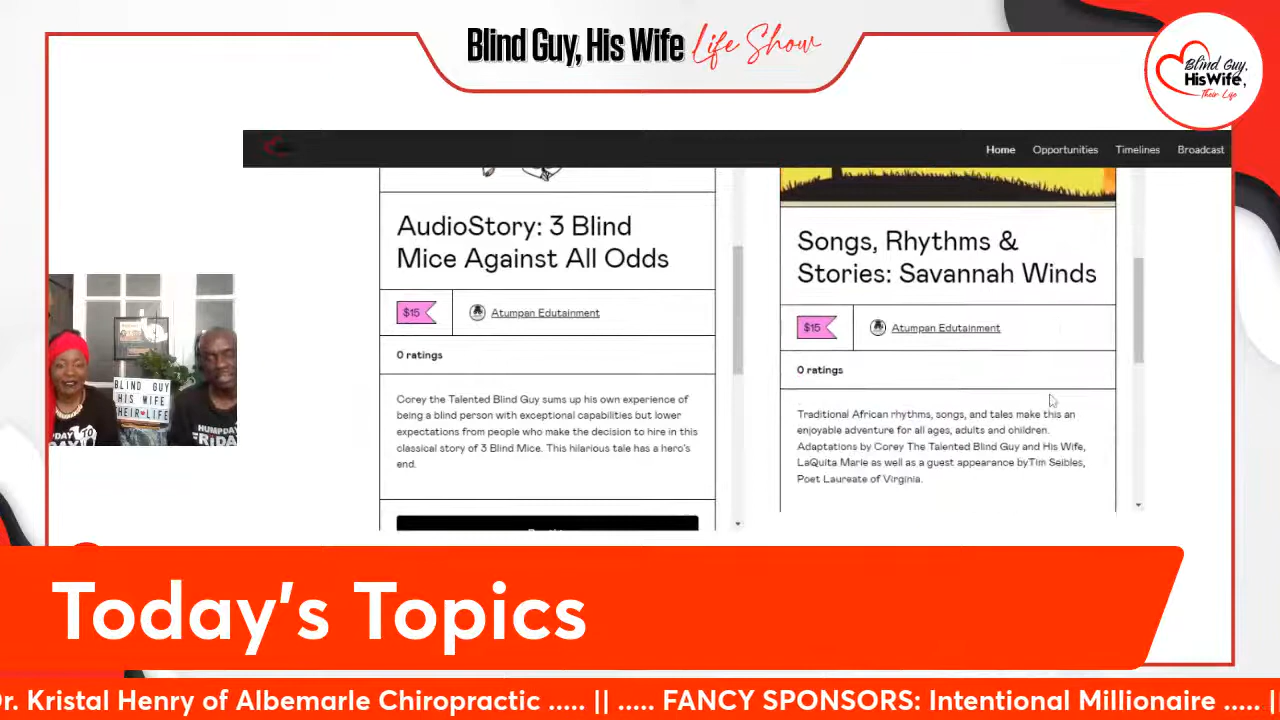 Blind Guy, His Wife Life Show
Blind Guy,
His Wife,
Their Life
Home Opportunities Timelines Broadcast
AudioStory: 3 Blind
Mice Against All Odds
$15 Atumpan Edutainment
0 ratings
Corey the Talented Blind Guy sums up his own experience of
being a blind person with exceptional capabilities but lower
expectations from people who make the decision to hire in this
classical story of 3 Blind Mice. This hilarious tale has a hero's
end.
Songs, Rhythms &
Stories: Savannah Winds
$15 Atumpan Edutainment
0 ratings
Traditional African rhythms, songs, and tales make this an
enjoyable adventure for all ages, adults and children.
Adaptations by Corey The Talented Blind Guy and His Wife,
LaQuita Marie as well as a guest appearance byTim Seibles,
Poet Laureate of Virginia.
BLIND GUY
HIS WIFE
THEIR LIFE
HUMPDAY
FRIDAY
Today's Topics
Dr. Kristal Henry of Albemarle Chiropractic ..... || ..... FANCY SPONSORS: Intentional Millionaire ..... ||